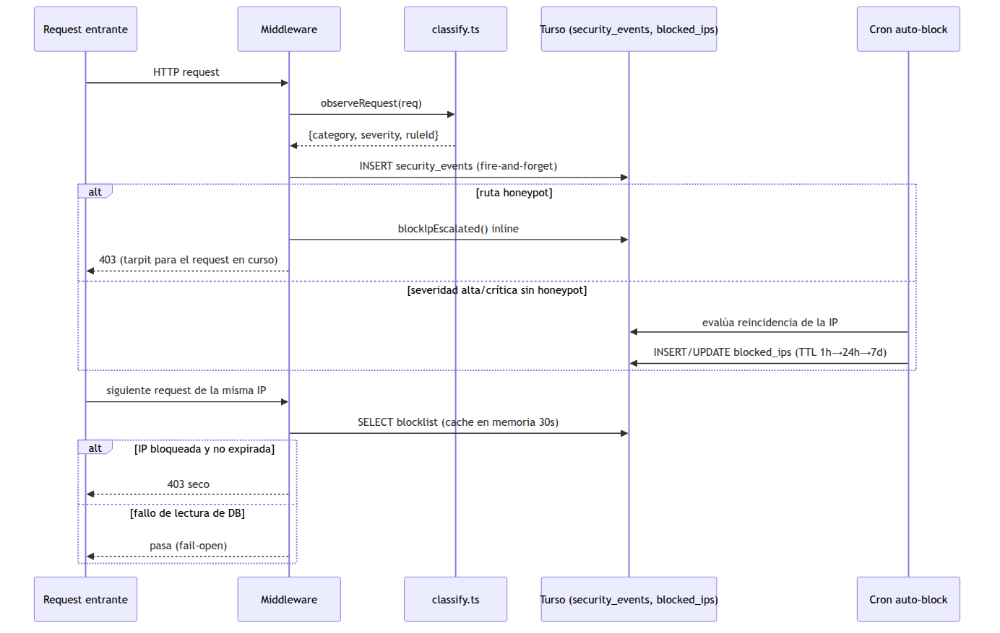 Request entrante
Middleware
classify.ts
Turso (security_events, blocked_ips)
Cron auto-block
HTTP request
observeRequest(req)
{category, severity, ruleId}
INSERT security_events (fire-and-forget)
alt
[ruta honeypot]
blockIpEscalated() inline
403 (tarpit para el request en curso)
[severidad alta/crítica sin honeypot]
evalúa reincidencia de la IP
INSERT/UPDATE blocked_ips (TTL 1h→24h→7d)
siguiente request de la misma IP
SELECT blocklist (cache en memoria 30s)
alt
[IP bloqueada y no expirada]
403 seco
[fallo de lectura de DB]
pasa (fail-open)
Request entrante
Middleware
classify.ts
Turso (security_events, blocked_ips)
Cron auto-block